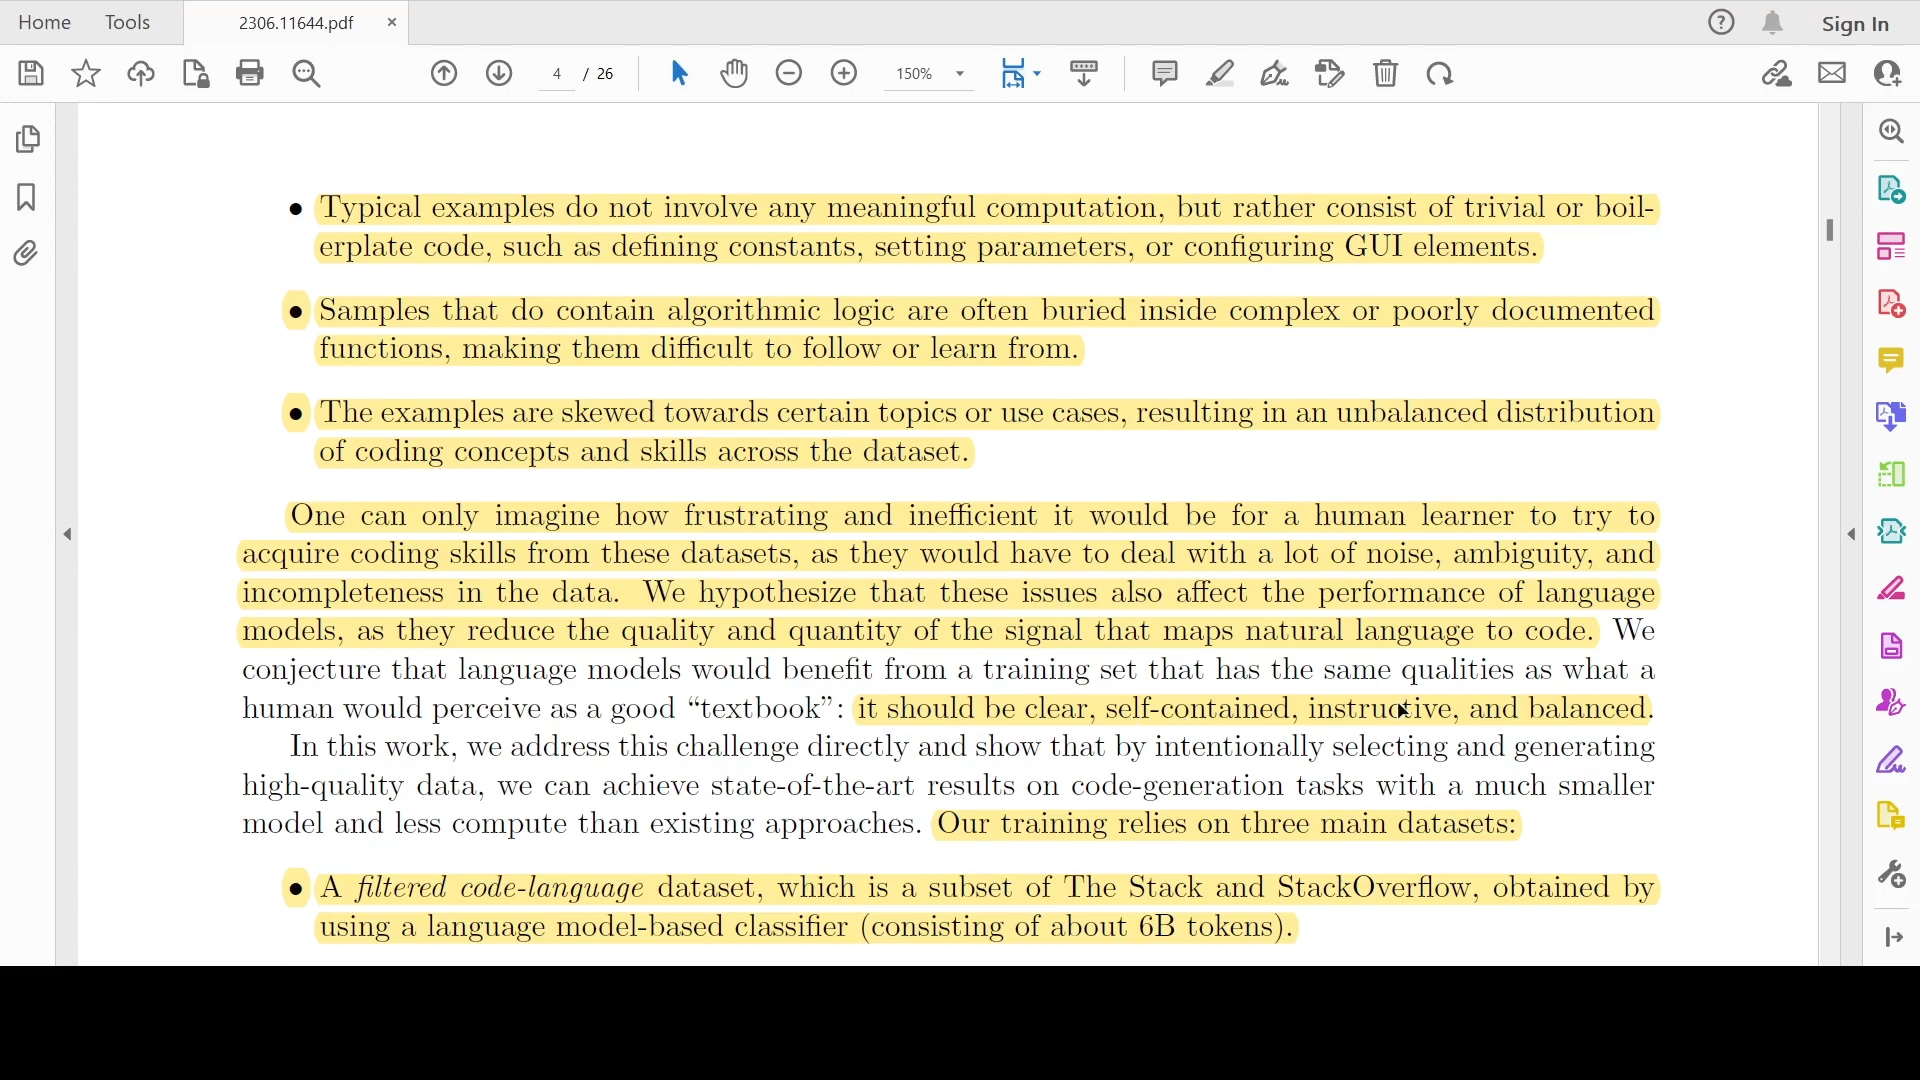 Home Tools 2306.11644.pdf × Sign In
4 / 26 150%
• Typical examples do not involve any meaningful computation, but rather consist of trivial or boil-
erplate code, such as defining constants, setting parameters, or configuring GUI elements.
• Samples that do contain algorithmic logic are often buried inside complex or poorly documented
functions, making them difficult to follow or learn from.
• The examples are skewed towards certain topics or use cases, resulting in an unbalanced distribution
of coding concepts and skills across the dataset.
One can only imagine how frustrating and inefficient it would be for a human learner to try to
acquire coding skills from these datasets, as they would have to deal with a lot of noise, ambiguity, and
incompleteness in the data. We hypothesize that these issues also affect the performance of language
models, as they reduce the quality and quantity of the signal that maps natural language to code. We
conjecture that language models would benefit from a training set that has the same qualities as what a
human would perceive as a good “textbook”: it should be clear, self-contained, instructive, and balanced.
In this work, we address this challenge directly and show that by intentionally selecting and generating
high-quality data, we can achieve state-of-the-art results on code-generation tasks with a much smaller
model and less compute than existing approaches. Our training relies on three main datasets:
• A filtered code-language dataset, which is a subset of The Stack and StackOverflow, obtained by
using a language model-based classifier (consisting of about 6B tokens).